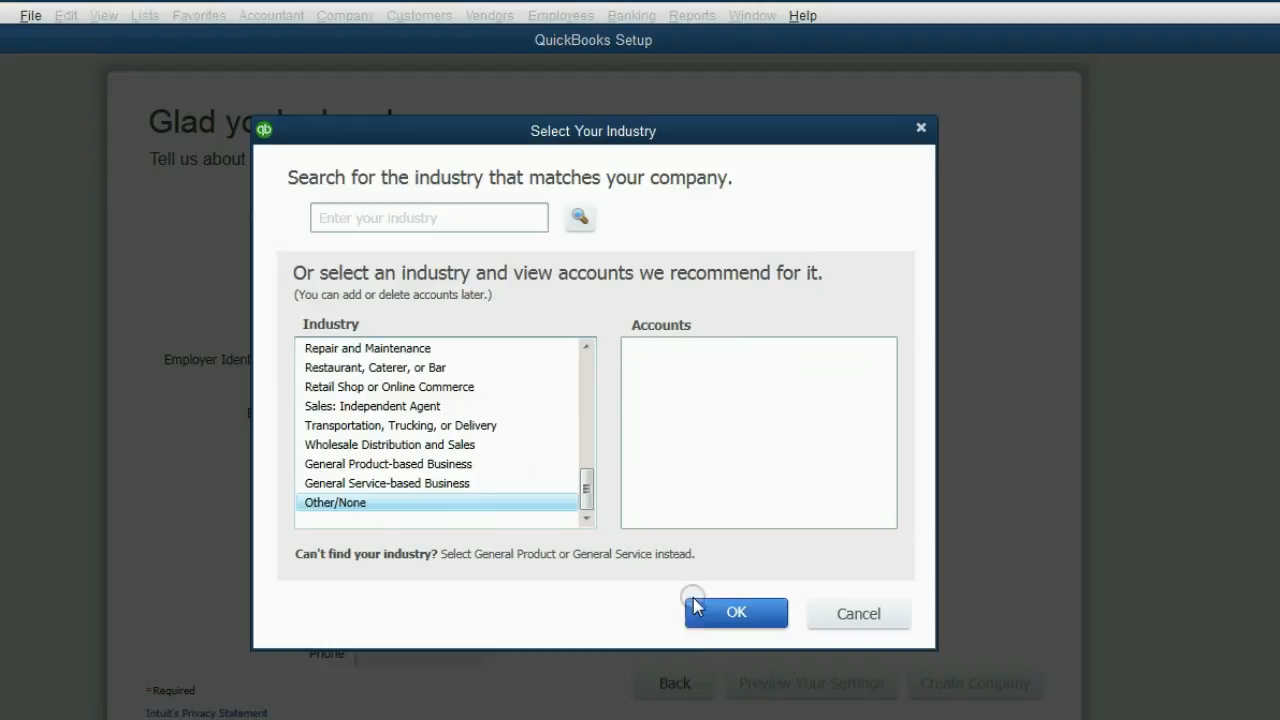 File Edit View Lists Favorites Accountant Company Customers Vendors Employees Banking Reports Window Help
QuickBooks Setup
Glad
Tell us about
qb
Select Your Industry
Search for the industry that matches your company.
Enter your industry
Or select an industry and view accounts we recommend for it.
(You can add or delete accounts later.)
Industry
Accounts
Repair and Maintenance
Restaurant, Caterer, or Bar
Retail Shop or Online Commerce
Sales: Independent Agent
Transportation, Trucking, or Delivery
Wholesale Distribution and Sales
General Product-based Business
General Service-based Business
Other/None
Employer Ident
Can't find your industry? Select General Product or General Service instead.
OK
Cancel
Phone
Back
Preview Your Settings
Create Company
*Required
Intuit's Privacy Statement